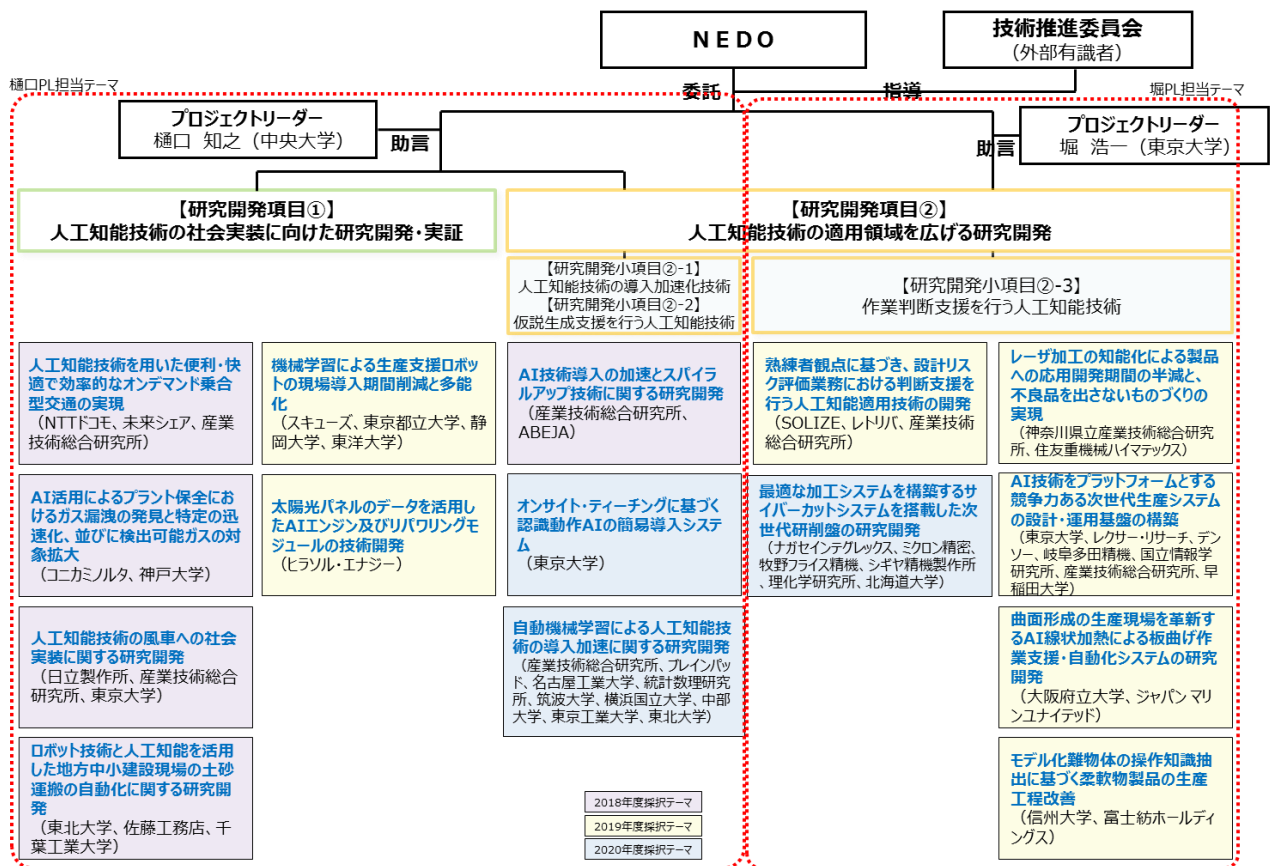 NEDO
技術推進委員会
(外部有識者)
樋口PL担当テーマ
委託
指導
堀PL担当テーマ
プロジェクトリーダー
樋口 知之(中央大学)
助言
プロジェクトリーダー
堀 浩一(東京大学)
助言
【研究開発項目①】
人工知能技術の社会実装に向けた研究開発・実証
【研究開発項目②】
人工知能技術の適用領域を広げる研究開発
【研究開発小項目②-1】
人工知能技術の導入加速化技術
【研究開発小項目②-2】
仮説生成支援を行う人工知能技術
【研究開発小項目②-3】
作業判断支援を行う人工知能技術
人工知能技術を用いた便利・快
適で効率的なオンデマンド乗合
型交通の実現
(NTTドコモ、未来シェア、産業
技術総合研究所)
AI活用によるプラント保全にお
けるガス漏洩の発見と特定の迅
速化、並びに検出可能ガスの対
象拡大
(コニカミノルタ、神戸大学)
人工知能技術の風車への社会
実装に関する研究開発
(日立製作所、産業技術総合
研究所、東京大学)
ロボット技術と人工知能を活用
した地方中小建設現場の土砂
運搬の自動化に関する研究開
発
(東北大学、佐藤工務店、千
葉工業大学)
機械学習による生産支援ロボッ
トの現場導入期間削減と多能
化
(スキューズ、東京都立大学、静
岡大学、東洋大学)
太陽光パネルのデータを活用し
たAIエンジン及びリパワリングモ
ジュールの技術開発
(ヒラソル・エナジー)
AI技術導入の加速とスパイラ
ルアップ技術に関する研究開発
(産業技術総合研究所、
ABEJA)
オンサイト・ティーチングに基づく
認識動作AIの簡易導入システ
ム
(東京大学)
自動機械学習による人工知能技
術の導入加速に関する研究開発
(産業技術総合研究所、ブレインパッ
ド、名古屋工業大学、統計数理研究
所、筑波大学、横浜国立大学、中部
大学、東京工業大学、東北大学)
熟練者観点に基づき、設計リス
ク評価業務における判断支援を
行う人工知能適用技術の開発
(SOLIZE、レトリバ、産業技術
総合研究所)
最適な加工システムを構築するサ
イバーカットシステムを搭載した次
世代研削盤の研究開発
(ナガセインテグレックス、ミクロン精密、
牧野フライス精機、シギヤ精機製作所
、理化学研究所、北海道大学)
レーザ加工の知能化による製品
への応用開発期間の半減と、不
良品を出さないものづくりの
実現
(神奈川県立産業技術総合研究
所、住友重機械ハイマテックス)
AI技術をプラットフォームとする
競争力ある次世代生産システム
の設計・運用基盤の構築
(東京大学、レクサー・リサーチ、デン
ソー、岐阜多田精機、国立情報学
研究所、産業技術総合研究所、早
稲田大学)
曲面形成の生産現場を革新す
るAI線状加熱による板曲げ作
業支援・自動化システムの研究
開発
(大阪府立大学、ジャパン マリ
ンユナイテッド)
モデル化難物体の操作知識抽
出に基づく柔軟物製品の生産
工程改善
(信州大学、富士紡ホールディ
ングス)
2018年度採択テーマ
2019年度採択テーマ
2020年度採択テーマ